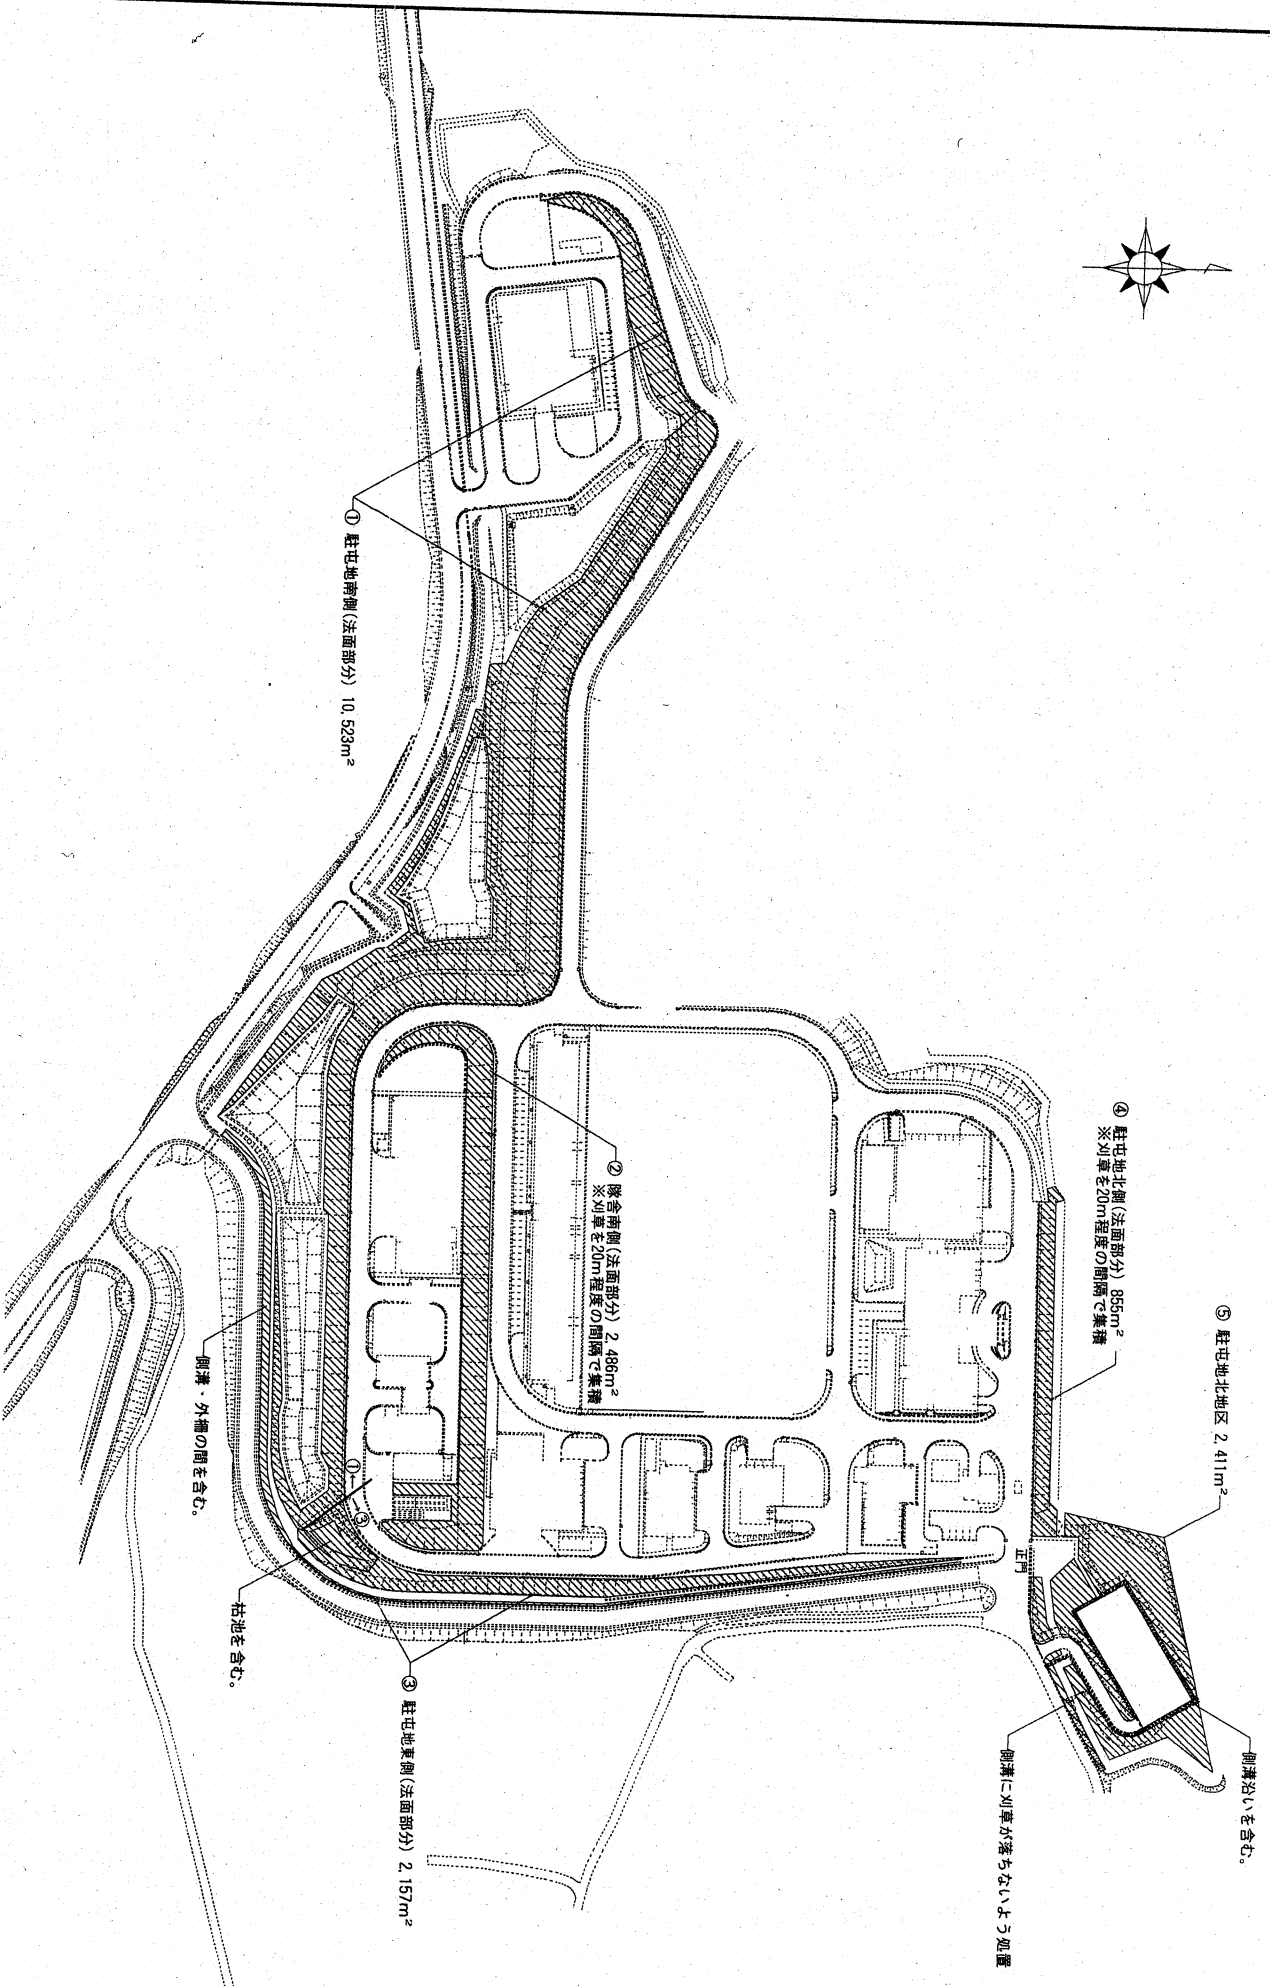 ① 駐屯地南側(法面部分) 10,523m²
② 隊舎南側(法面部分) 2,486m²
※刈草を20m程度の間隔で集積
④ 駐屯地北側(法面部分) 855m²
※刈草を20m程度の間隔で集積
⑤ 駐屯地北地区 2,411m²
側溝・外柵の間を含む。
①←→③
正門
枯池を含む。
③ 駐屯地東側(法面部分) 2,157m²
側溝に刈草が落ちないよう処置
側溝沿いを含む。